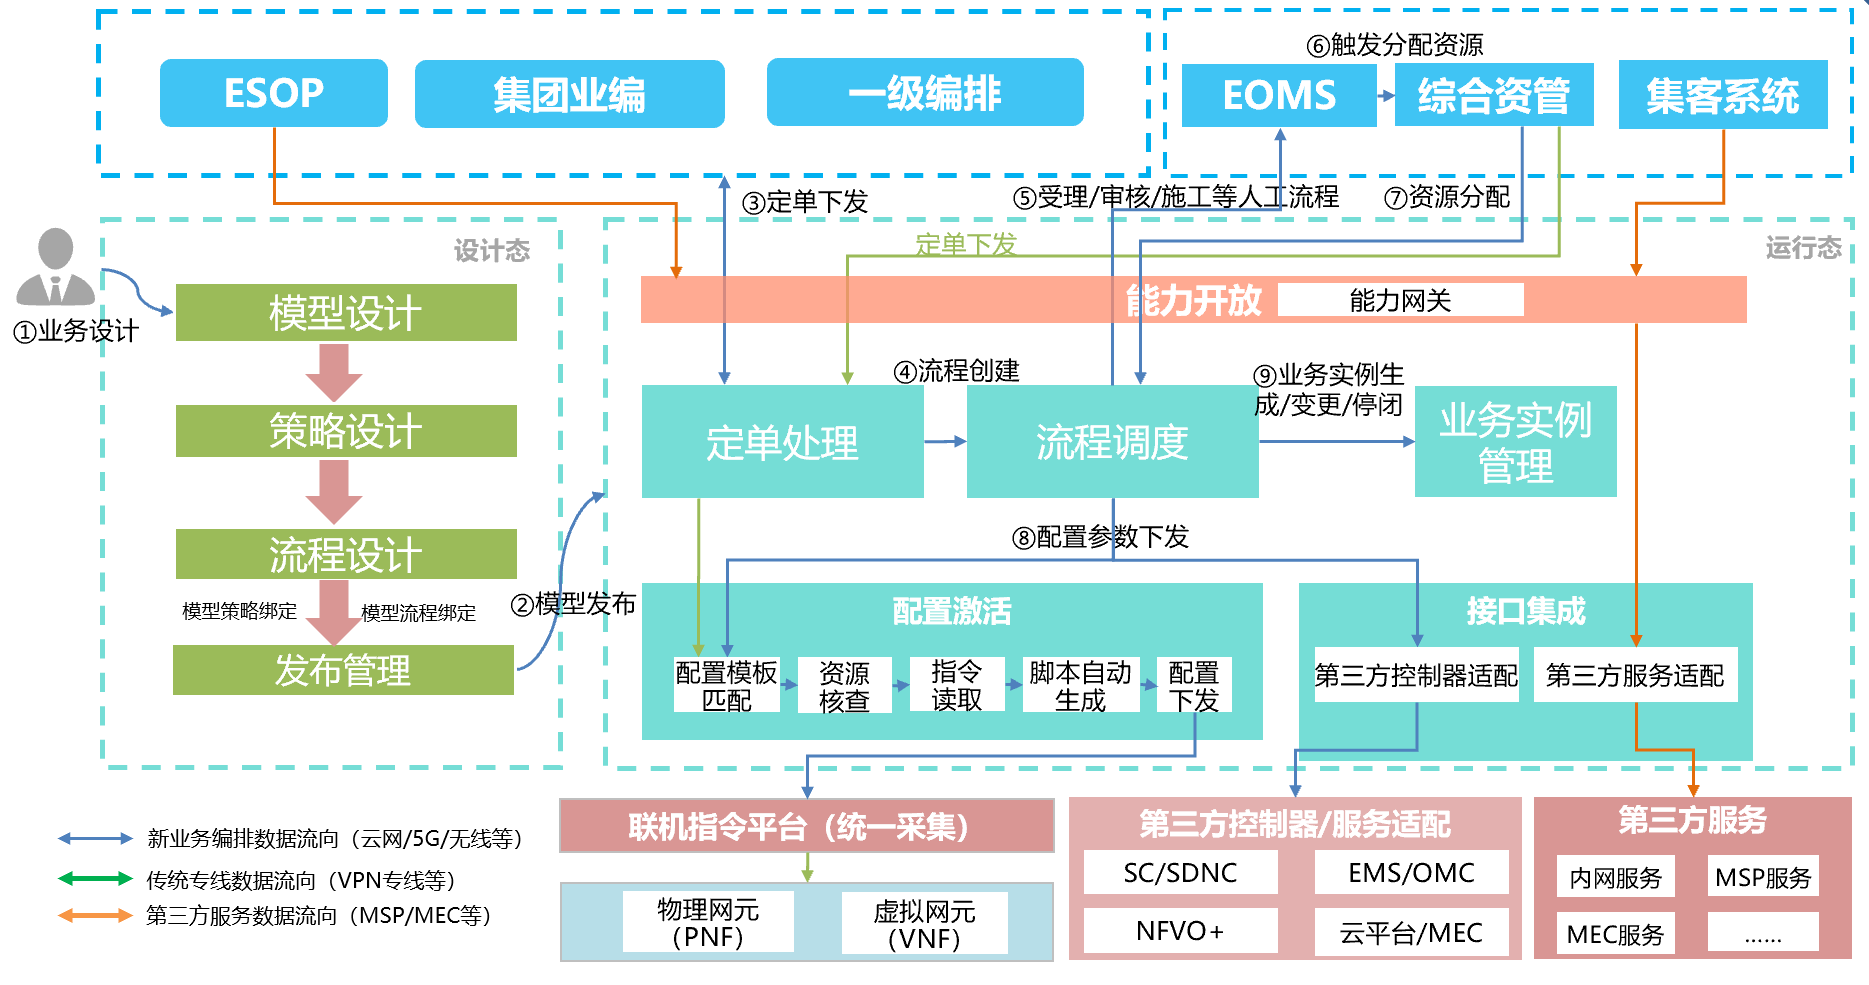 ESOP
集团业编
一级编排
⑥触发分配资源
EOMS
综合资管
集客系统
③定单下发
⑤受理/审核/施工等人工流程
⑦资源分配
设计态
定单下发
运行态
①业务设计
模型设计
策略设计
流程设计
模型策略绑定
模型流程绑定
发布管理
②模型发布
能力开放
能力网关
④流程创建
⑨业务实例生
成/变更/停闭
定单处理
流程调度
业务实例
管理
⑧配置参数下发
配置激活
配置模板
匹配
资源
核查
指令
读取
脚本自动
生成
配置
下发
接口集成
第三方控制器适配
第三方服务适配
新业务编排数据流向（云网/5G/无线等）
传统专线数据流向（VPN专线等）
第三方服务数据流向（MSP/MEC等）
联机指令平台（统一采集）
物理网元
（PNF）
虚拟网元
（VNF）
第三方控制器/服务适配
SC/SDNC
EMS/OMC
NFVO+
云平台/MEC
第三方服务
内网服务
MSP服务
MEC服务
……